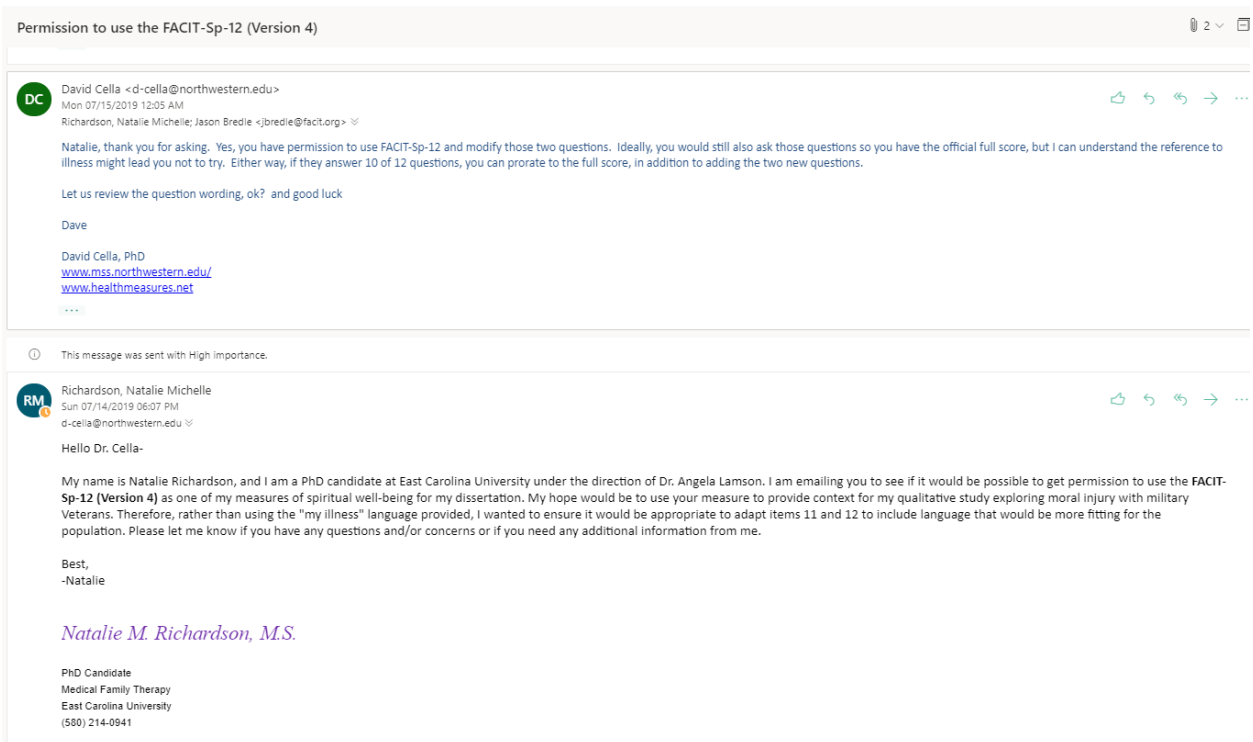 Permission to use the FACIT-Sp-12 (Version 4)
2
DC
David Cella <d-cella@northwestern.edu>
Mon 07/15/2019 12:05 AM
Richardson, Natalie Michelle; Jason Bredle <jbredle@facit.org>
Natalie, thank you for asking. Yes, you have permission to use FACIT-Sp-12 and modify those two questions. Ideally, you would still also ask those questions so you have the official full score, but I can understand the reference to
illness might lead you not to try. Either way, if they answer 10 of 12 questions, you can prorate to the full score, in addition to adding the two new questions.
Let us review the question wording, ok? and good luck
Dave
David Cella, PhD
www.mss.northwestern.edu/
www.healthmeasures.net
...
This message was sent with High importance.
RM
Richardson, Natalie Michelle
Sun 07/14/2019 06:07 PM
d-cella@northwestern.edu
Hello Dr. Cella-
My name is Natalie Richardson, and I am a PhD candidate at East Carolina University under the direction of Dr. Angela Lamson. I am emailing you to see if it would be possible to get permission to use the FACIT-
Sp-12 (Version 4) as one of my measures of spiritual well-being for my dissertation. My hope would be to use your measure to provide context for my qualitative study exploring moral injury with military
Veterans. Therefore, rather than using the "my illness" language provided, I wanted to ensure it would be appropriate to adapt items 11 and 12 to include language that would be more fitting for the
population. Please let me know if you have any questions and/or concerns or if you need any additional information from me.
Best,
-Natalie
Natalie M. Richardson, M.S.
PhD Candidate
Medical Family Therapy
East Carolina University
(580) 214-0941